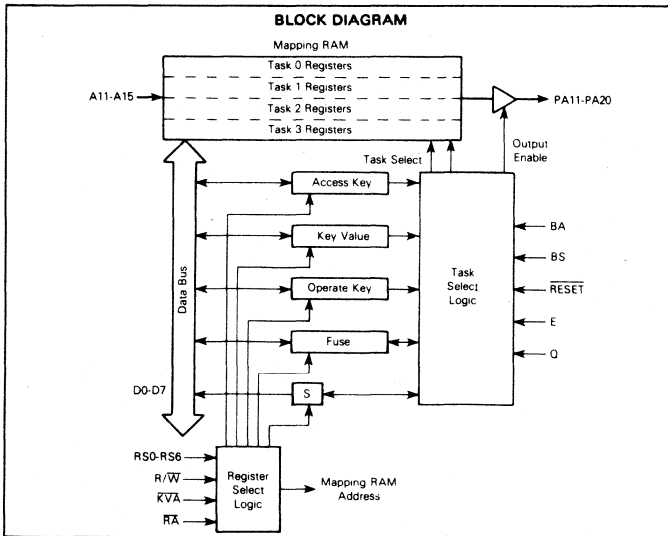 BLOCK DIAGRAM
Mapping RAM
Task 0 Registers
Task 1 Registers
Task 2 Registers
Task 3 Registers
A11-A15
PA11-PA20
Output
Enable
Task Select
Access Key
Key Value
Operate Key
Fuse
S
Data Bus
D0-D7
Task
Select
Logic
BA
BS
RESET
E
Q
RS0-RS6
R/W
KVA
RA
Register
Select
Logic
Mapping RAM
Address